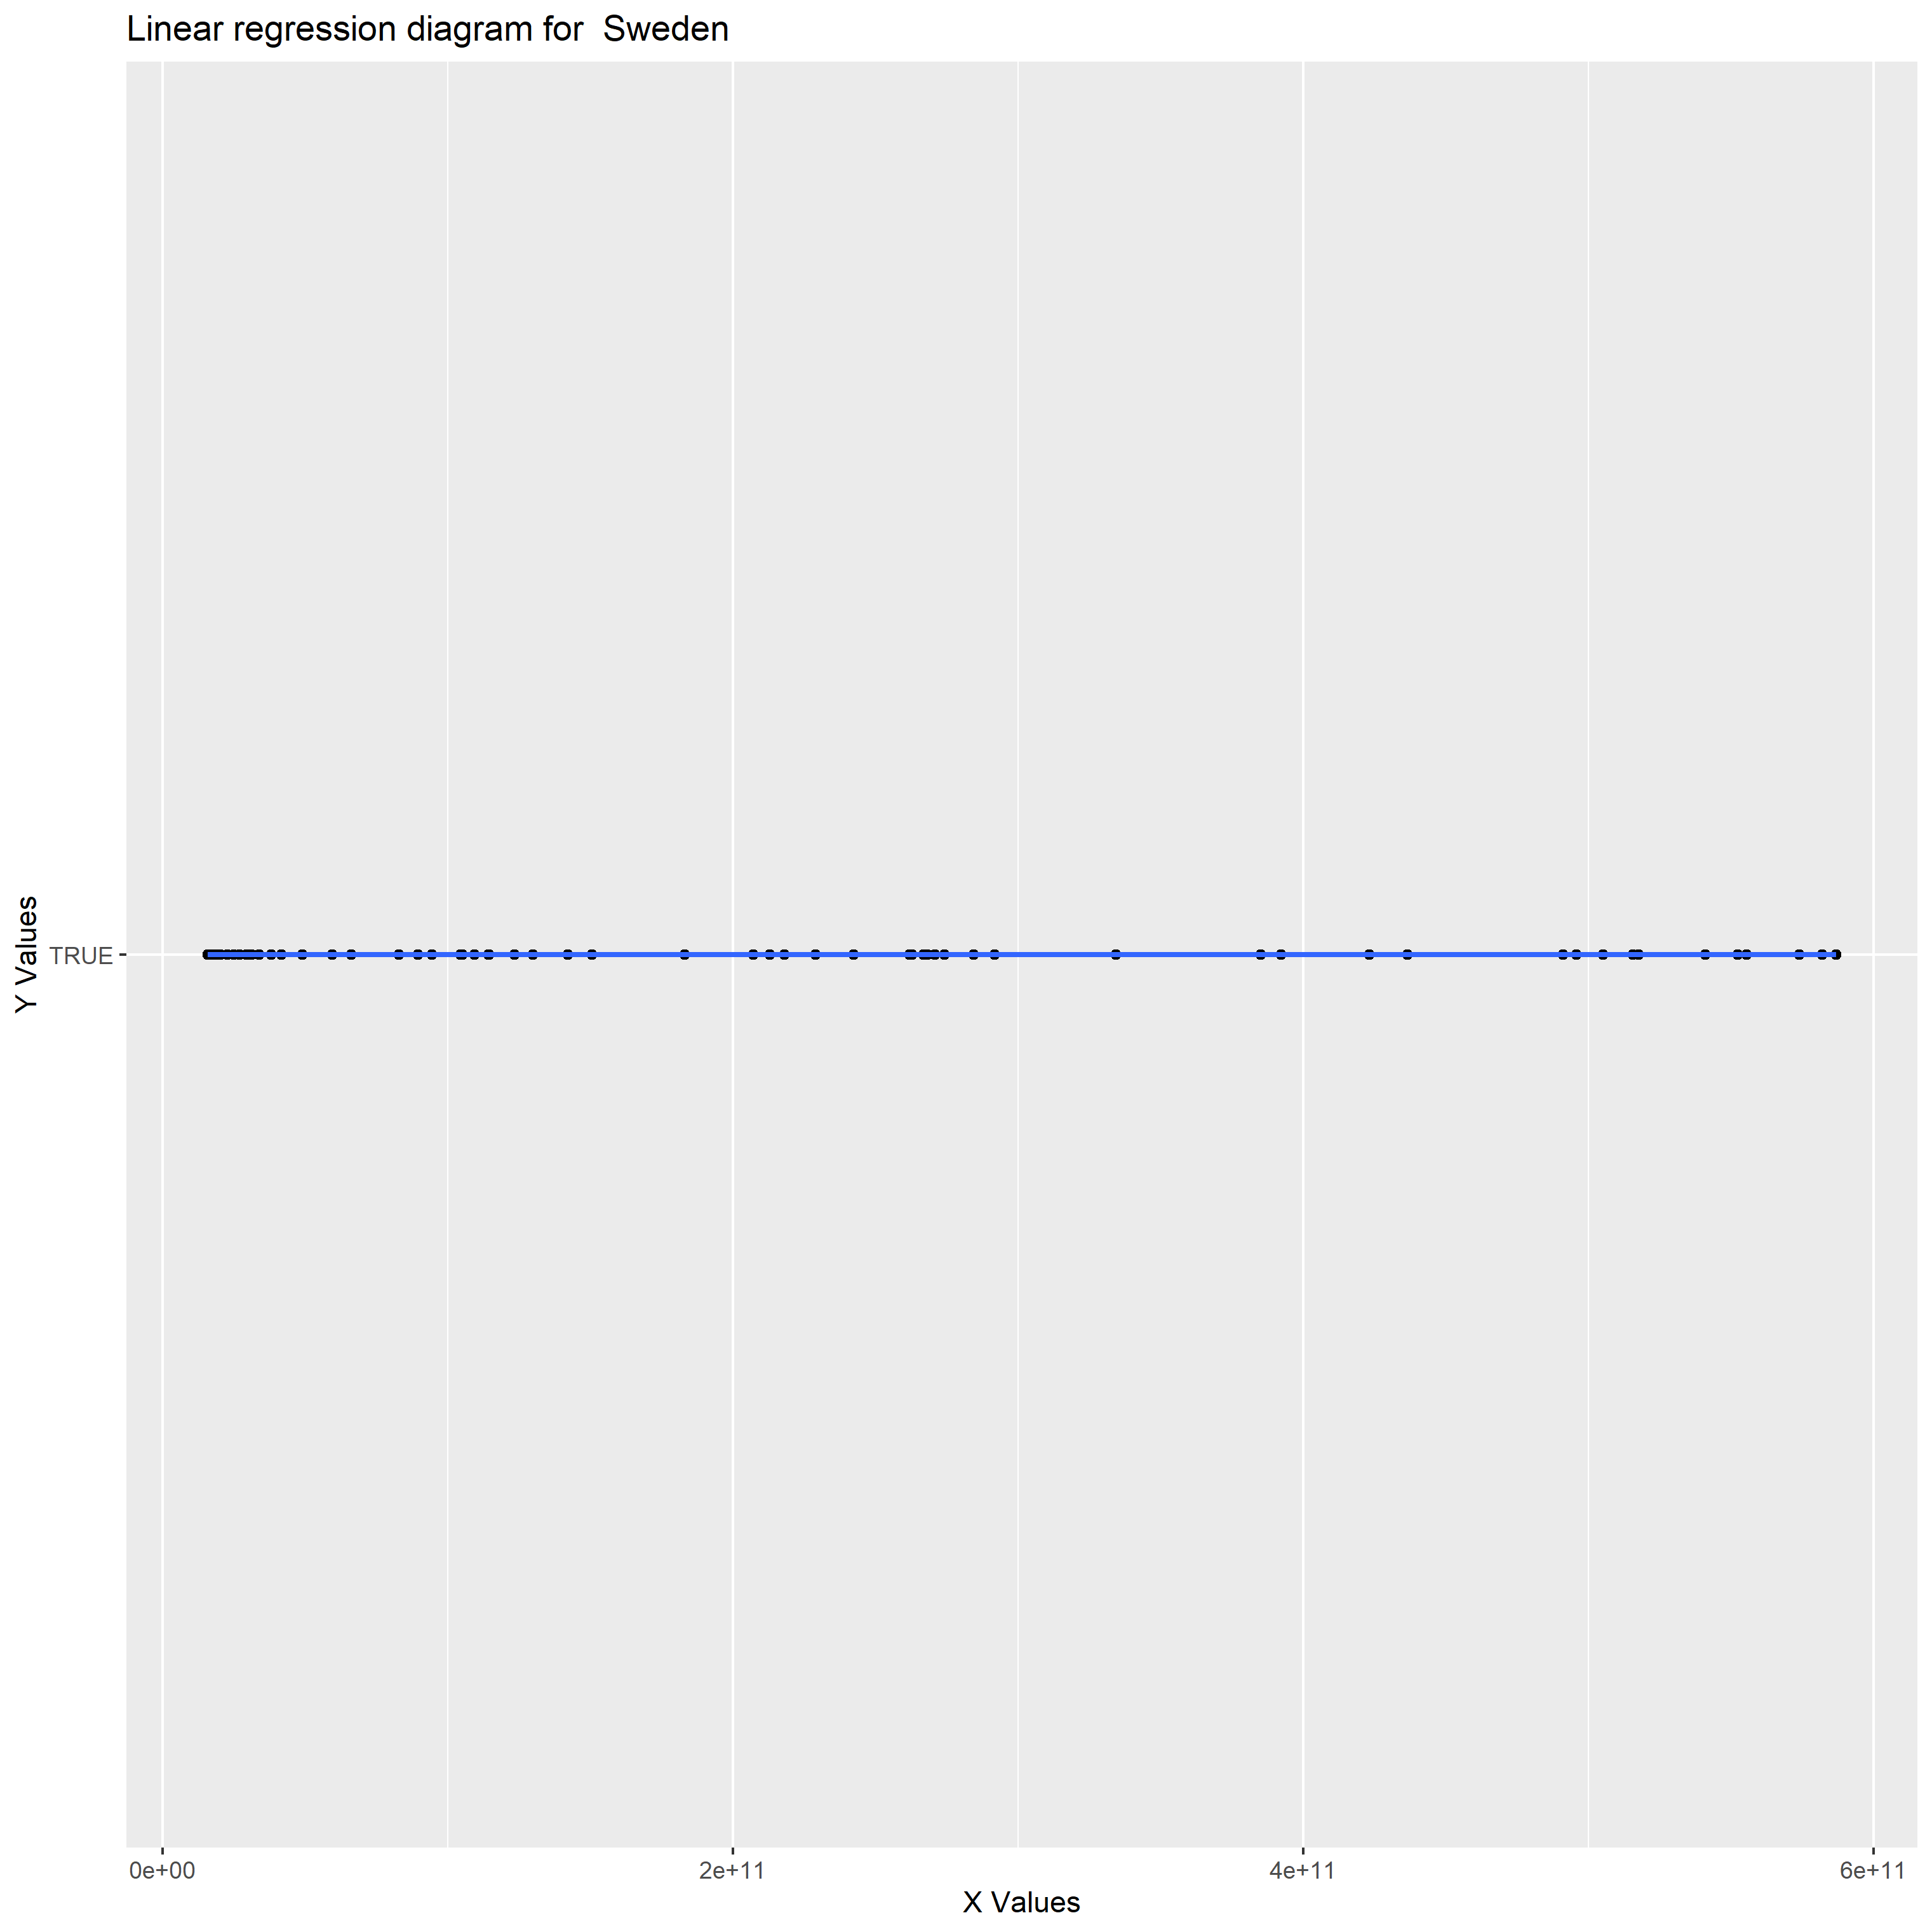 Linear regression diagram for  Sweden
Y Values
TRUE
0e+00
2e+11
4e+11
6e+11
X Values